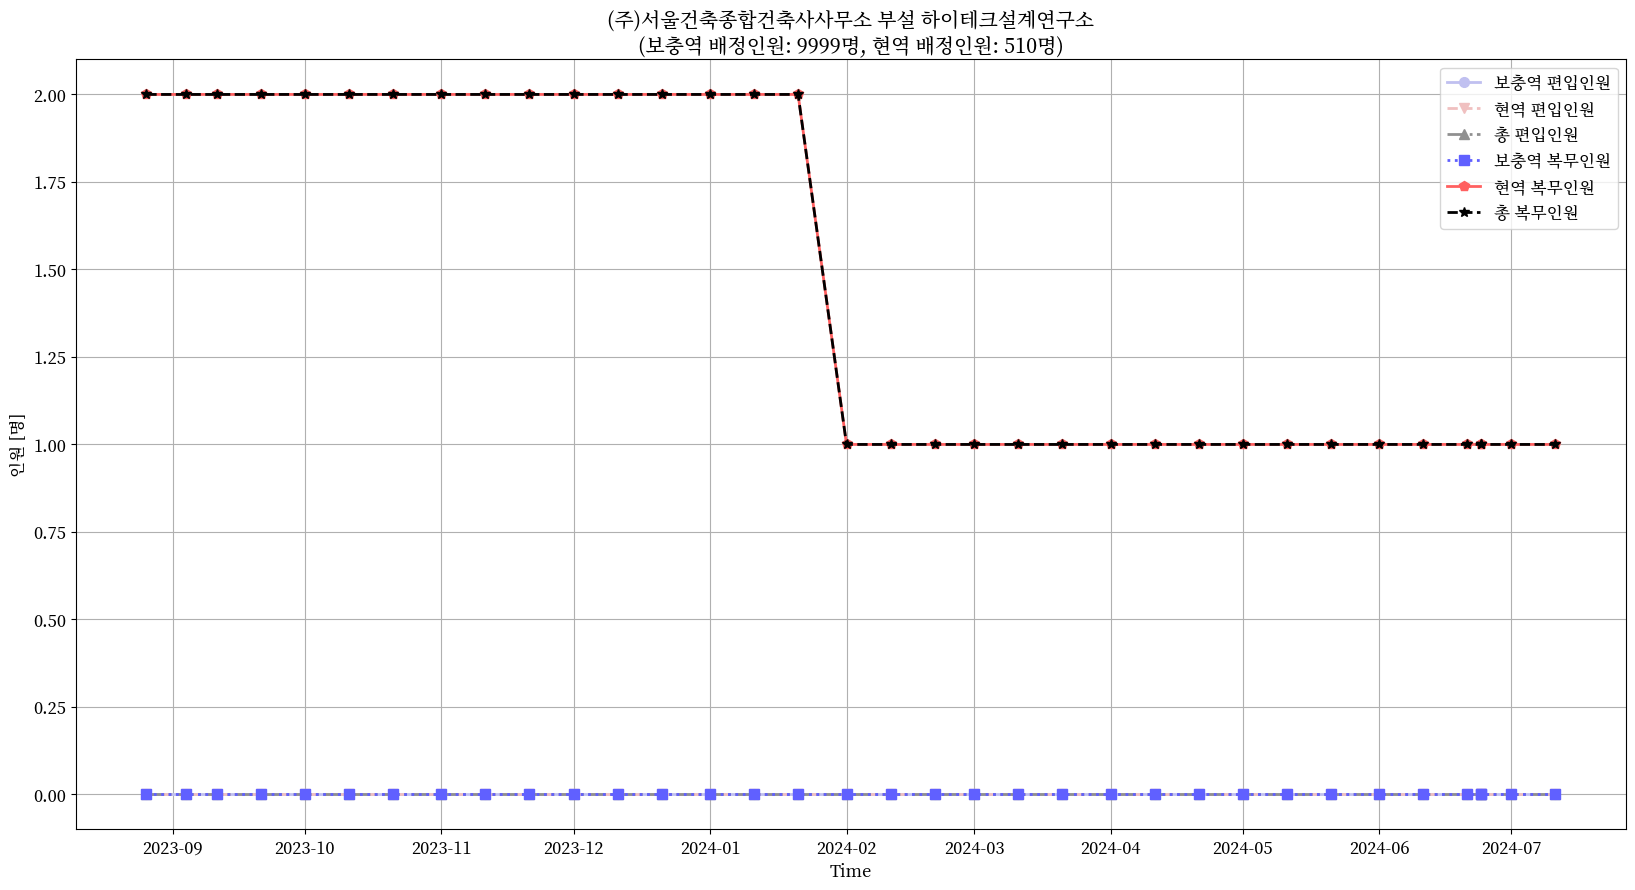 (주)서울건축종합건축사사무소 부설 하이테크설계연구소
(보충역 배정인원: 9999명, 현역 배정인원: 510명)
보충역 편입인원
현역 편입인원
총 편입인원
보충역 복무인원
현역 복무인원
총 복무인원
인원 [명]
2.00
1.75
1.50
1.25
1.00
0.75
0.50
0.25
0.00
2023-09 2023-10 2023-11 2023-12 2024-01 2024-02 2024-03 2024-04 2024-05 2024-06 2024-07
Time